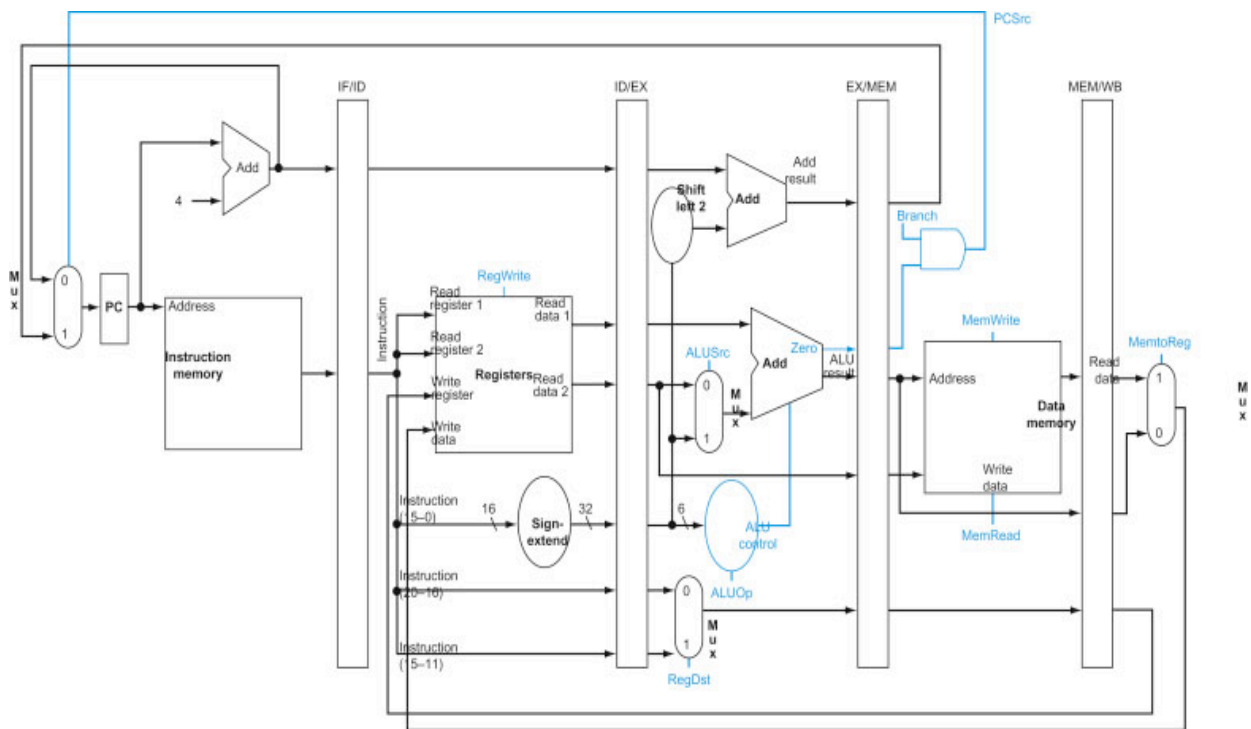 PCSrc
IF/ID
ID/EX
EX/MEM
MEM/WB
Add
4
Shift
left 2
Add
Add
result
Branch
M
u
x
0
1
PC
Address
Instruction
memory
Instruction
RegWrite
Read
register 1
Read
register 2
Write
register
Write
data
Registers
Read
data 1
Read
data 2
ALUSrc
0
1
M
u
x
Add
Zero
ALU
result
MemWrite
Address
Read
data
Data
memory
Write
data
MemRead
MemtoReg
1
0
M
u
x
Instruction
(15–0)
16
Sign-
extend
32
6
ALU
control
ALUOp
Instruction
(20–16)
0
1
M
u
x
Instruction
(15–11)
RegDst